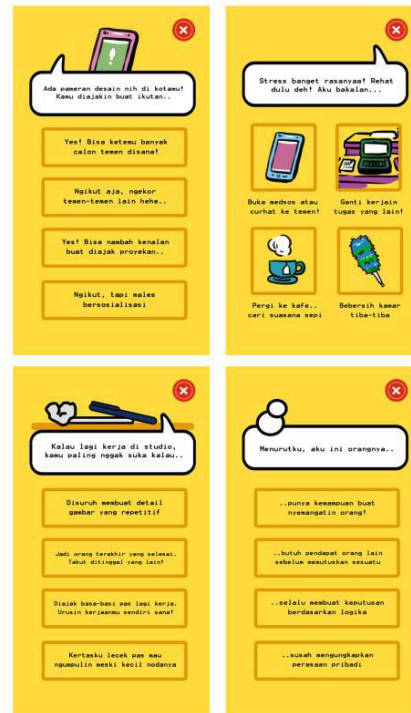 Ada pameran desain nih di kotamu!
Kamu diajakin buat ikutan..
Yes! Bisa ketemu banyak
calon temen disana!
Ngikut aja, ngekor
temen-temen lain hehe..
Yes! Bisa nambah kenalan
buat diajak proyekan..
Ngikut, tapi males
bersosialisasi
Stress banget rasanyaa! Rehat
dulu deh! Aku bakalan...
Buka medsos atau
curhat ke temen!
Ganti kerjain
tugas yang lain!
Pergi ke kafe..
cari suasana sepi
Bebersih kamar
tiba-tiba
Kalau lagi kerja di studio,
kamu paling nggak suka kalau..
Disuruh membuat detail
gambar yang repetitif
Jadi orang terakhir yang selesai.
Takut ditinggal yang lain!
Diajak basa-basi pas lagi kerja.
Urusin kerjaanmu sendiri sana!
Kertasku lecek pas mau
ngumpulin meski kecil nodanya
Menurutku, aku ini orangnya..
..punya kemampuan buat
nyemangatin orang!
..butuh pendapat orang lain
sebelum memutuskan sesuatu
..selalu membuat keputusan
berdasarkan logika
..susah mengungkapkan
perasaan pribadi